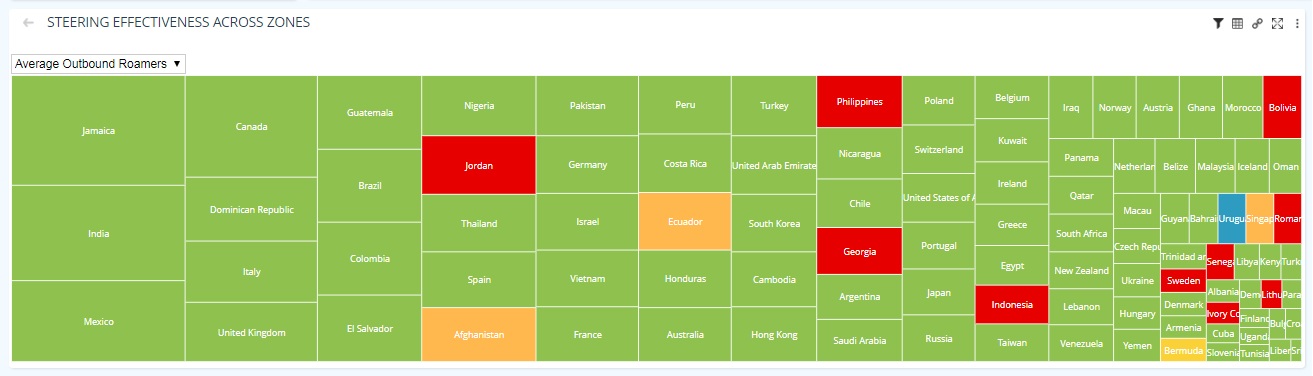 STEERING EFFECTIVENESS ACROSS ZONES
Average Outbound Roamers
Jamaica
India
Mexico
Canada
Dominican Republic
Italy
United Kingdom
Guatemala
Brazil
Colombia
El Salvador
Nigeria
Jordan
Thailand
Spain
Afghanistan
Pakistan
Germany
Israel
Vietnam
France
Peru
Costa Rica
Ecuador
Honduras
Australia
Turkey
United Arab Emirate
South Korea
Cambodia
Hong Kong
Philippines
Nicaragua
Chile
Georgia
Argentina
Saudi Arabia
Poland
Switzerland
United States of A
Portugal
Japan
Russia
Belgium
Kuwait
Ireland
Greece
Egypt
Indonesia
Taiwan
Iraq
Norway
Austria
Ghana
Morocco
Bolivia
Panama
Qatar
South Africa
New Zealand
Lebanon
Venezuela
Netherlan
Belize
Malaysia
Iceland
Oman
Macau
Czech Repu
Ukraine
Hungary
Yemen
Guyan
Bahrai
Urugu
Singap
Roman
Trinidad an
Sweden
Denmark
Armenia
Bermuda
Seneg
Libya
Keny
Turk
Albania
Dem
Lithu
Para
Ivory Co
Cuba
Slovenia
Finland
Uganda
Tunisia
Bulg
Cro
Liber
Sri